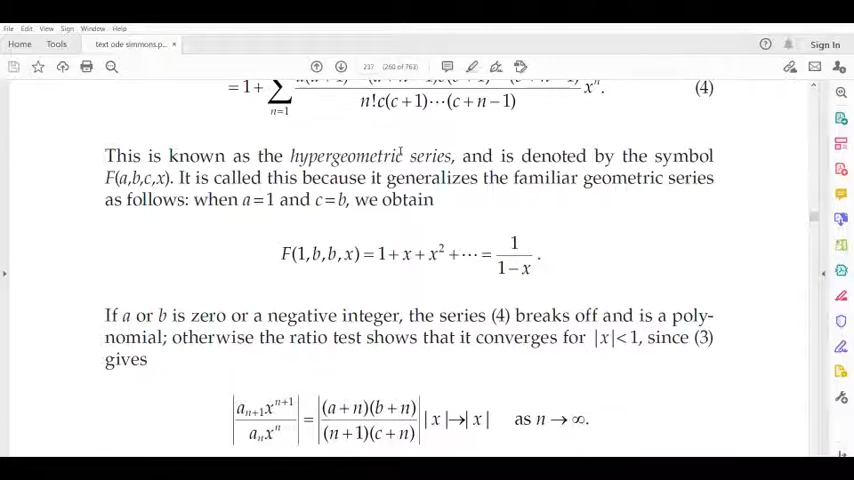 File Edit View Sign Window Help
Home Tools text ode simmons.p... × Sign In
237 (260 of 763)
= 1 + ∑ n=1 / n!c(c+1)⋯(c+n−1) xⁿ. (4)
This is known as the hypergeometric series, and is denoted by the symbol
F(a,b,c,x). It is called this because it generalizes the familiar geometric series
as follows: when a = 1 and c = b, we obtain
F(1,b,b,x) = 1 + x + x² + ⋯ = 1/(1−x).
If a or b is zero or a negative integer, the series (4) breaks off and is a poly-
nomial; otherwise the ratio test shows that it converges for |x| < 1, since (3)
gives
|aₙ₊₁xⁿ⁺¹ / aₙxⁿ| = |(a+n)(b+n) / (n+1)(c+n)| |x| → |x| as n → ∞.